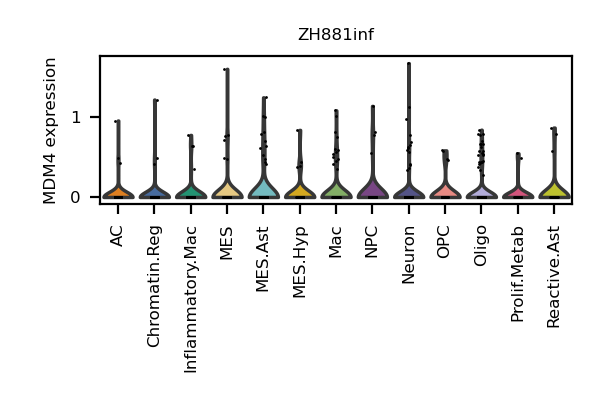 ZH881inf
MDM4 expression
1
0
AC
Chromatin.Reg
Inflammatory.Mac
MES
MES.Ast
MES.Hyp
Mac
NPC
Neuron
OPC
Oligo
Prolif.Metab
Reactive.Ast